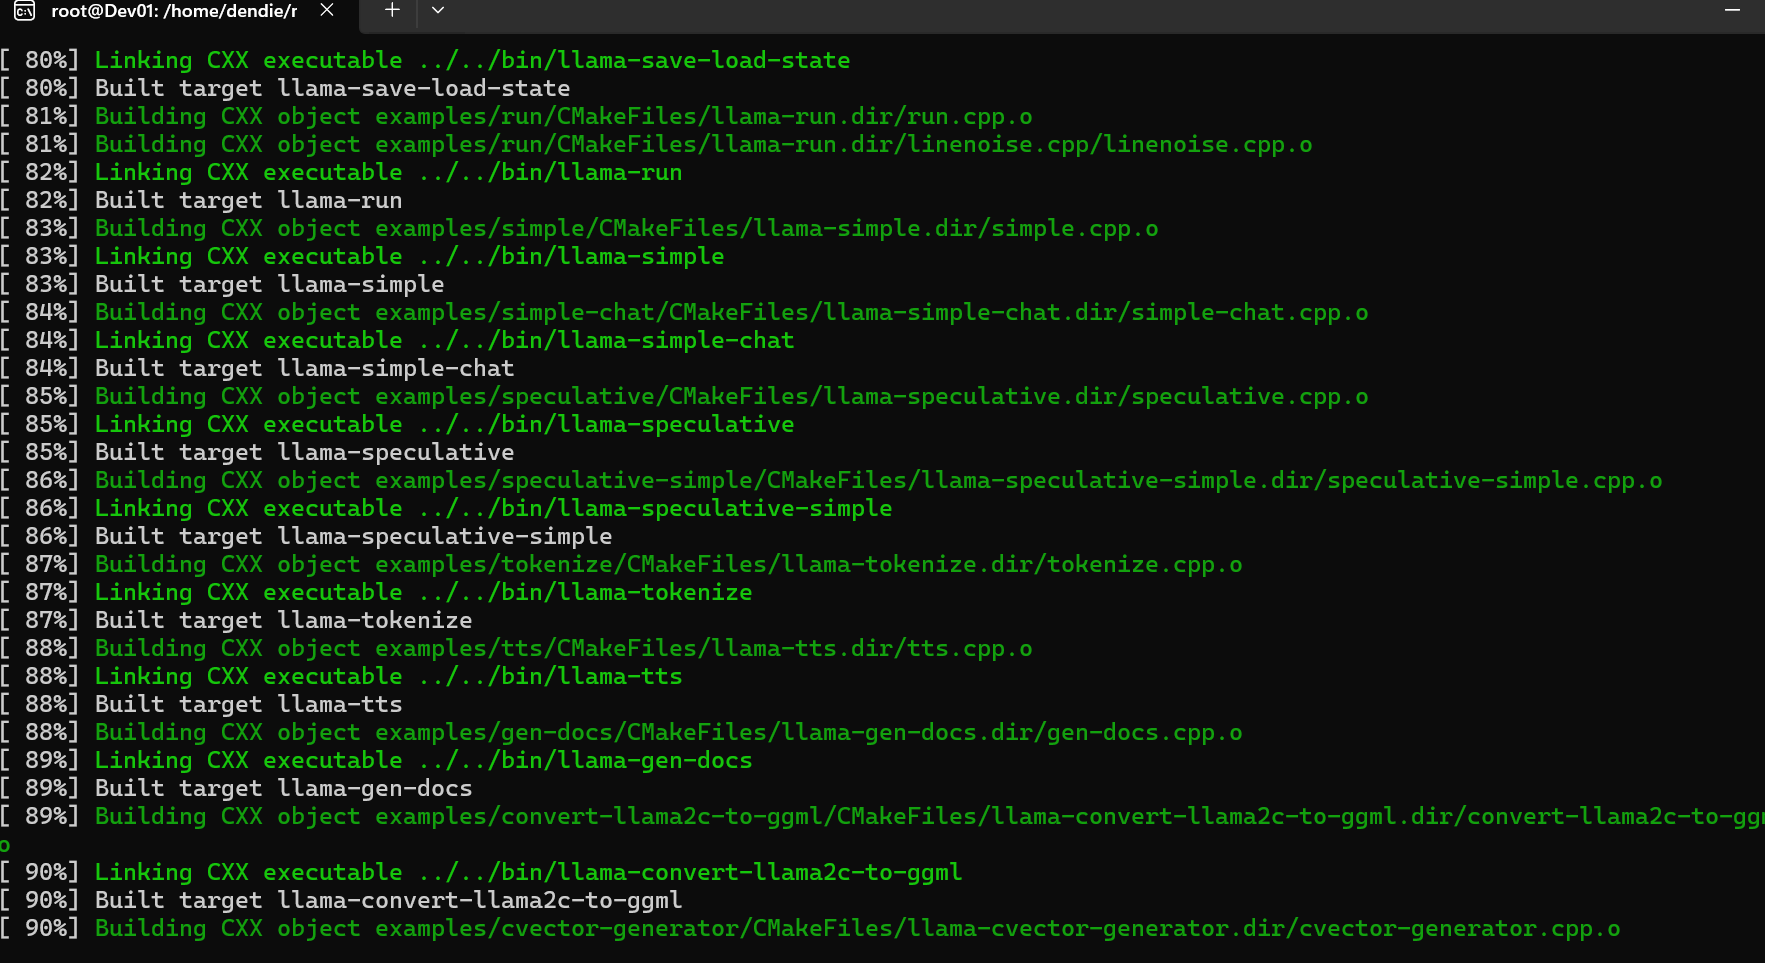 root@Dev01: /home/dendie/r
[ 80%] Linking CXX executable ../../bin/llama-save-load-state
[ 80%] Built target llama-save-load-state
[ 81%] Building CXX object examples/run/CMakeFiles/llama-run.dir/run.cpp.o
[ 81%] Building CXX object examples/run/CMakeFiles/llama-run.dir/linenoise.cpp/linenoise.cpp.o
[ 82%] Linking CXX executable ../../bin/llama-run
[ 82%] Built target llama-run
[ 83%] Building CXX object examples/simple/CMakeFiles/llama-simple.dir/simple.cpp.o
[ 83%] Linking CXX executable ../../bin/llama-simple
[ 83%] Built target llama-simple
[ 84%] Building CXX object examples/simple-chat/CMakeFiles/llama-simple-chat.dir/simple-chat.cpp.o
[ 84%] Linking CXX executable ../../bin/llama-simple-chat
[ 84%] Built target llama-simple-chat
[ 85%] Building CXX object examples/speculative/CMakeFiles/llama-speculative.dir/speculative.cpp.o
[ 85%] Linking CXX executable ../../bin/llama-speculative
[ 85%] Built target llama-speculative
[ 86%] Building CXX object examples/speculative-simple/CMakeFiles/llama-speculative-simple.dir/speculative-simple.cpp.o
[ 86%] Linking CXX executable ../../bin/llama-speculative-simple
[ 86%] Built target llama-speculative-simple
[ 87%] Building CXX object examples/tokenize/CMakeFiles/llama-tokenize.dir/tokenize.cpp.o
[ 87%] Linking CXX executable ../../bin/llama-tokenize
[ 87%] Built target llama-tokenize
[ 88%] Building CXX object examples/tts/CMakeFiles/llama-tts.dir/tts.cpp.o
[ 88%] Linking CXX executable ../../bin/llama-tts
[ 88%] Built target llama-tts
[ 88%] Building CXX object examples/gen-docs/CMakeFiles/llama-gen-docs.dir/gen-docs.cpp.o
[ 89%] Linking CXX executable ../../bin/llama-gen-docs
[ 89%] Built target llama-gen-docs
[ 89%] Building CXX object examples/convert-llama2c-to-ggml/CMakeFiles/llama-convert-llama2c-to-ggml.dir/convert-llama2c-to-ggm
o
[ 90%] Linking CXX executable ../../bin/llama-convert-llama2c-to-ggml
[ 90%] Built target llama-convert-llama2c-to-ggml
[ 90%] Building CXX object examples/cvector-generator/CMakeFiles/llama-cvector-generator.dir/cvector-generator.cpp.o